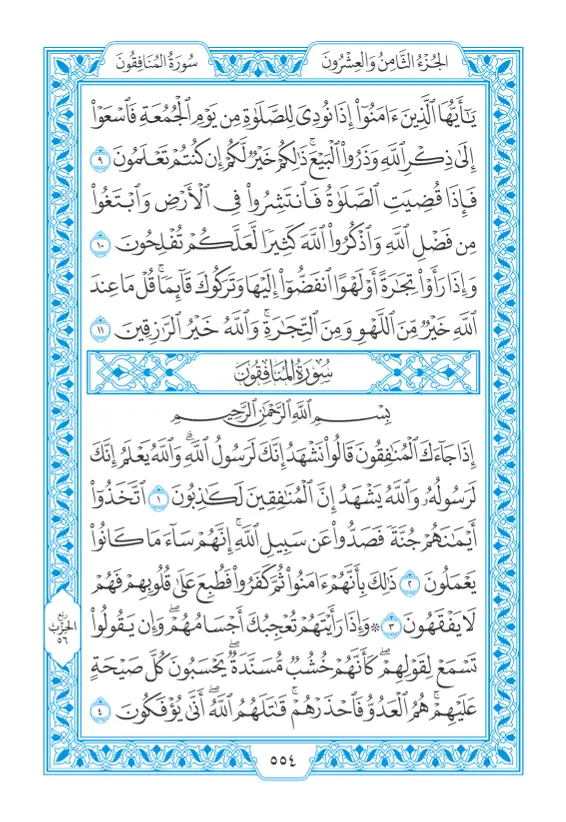 الجُزْءُ الثَّامِنُ وَالعِشْرُونَ
سُورَةُ المُنَافِقُونَ
يَٰٓأَيُّهَا ٱلَّذِينَ ءَامَنُوٓاْ إِذَا نُودِيَ لِلصَّلَوٰةِ مِن يَوْمِ ٱلْجُمُعَةِ فَٱسْعَوْاْ
إِلَىٰ ذِكْرِ ٱللَّهِ وَذَرُواْ ٱلْبَيْعَۚ ذَٰلِكُمْ خَيْرٌ لَّكُمْ إِن كُنتُمْ تَعْلَمُونَ ٩
فَإِذَا قُضِيَتِ ٱلصَّلَوٰةُ فَٱنتَشِرُواْ فِي ٱلْأَرْضِ وَٱبْتَغُواْ
مِن فَضْلِ ٱللَّهِ وَٱذْكُرُواْ ٱللَّهَ كَثِيرًا لَّعَلَّكُمْ تُفْلِحُونَ ١٠
وَإِذَا رَأَوْاْ تِجَٰرَةً أَوْ لَهْوًا ٱنفَضُّوٓاْ إِلَيْهَا وَتَرَكُوكَ قَآئِمًاۚ قُلْ مَا عِندَ
ٱللَّهِ خَيْرٌ مِّنَ ٱللَّهْوِ وَمِنَ ٱلتِّجَٰرَةِۚ وَٱللَّهُ خَيْرُ ٱلرَّٰزِقِينَ ١١
سُورَةُ المُنَافِقُونَ
بِسْمِ ٱللَّهِ ٱلرَّحْمَٰنِ ٱلرَّحِيمِ
إِذَا جَآءَكَ ٱلْمُنَٰفِقُونَ قَالُواْ نَشْهَدُ إِنَّكَ لَرَسُولُ ٱللَّهِۗ وَٱللَّهُ يَعْلَمُ إِنَّكَ
لَرَسُولُهُۥ وَٱللَّهُ يَشْهَدُ إِنَّ ٱلْمُنَٰفِقِينَ لَكَٰذِبُونَ ١ ٱتَّخَذُوٓاْ
أَيْمَٰنَهُمْ جُنَّةً فَصَدُّواْ عَن سَبِيلِ ٱللَّهِۚ إِنَّهُمْ سَآءَ مَا كَانُواْ
يَعْمَلُونَ ٢ ذَٰلِكَ بِأَنَّهُمْ ءَامَنُواْ ثُمَّ كَفَرُواْ فَطُبِعَ عَلَىٰ قُلُوبِهِمْ فَهُمْ
لَا يَفْقَهُونَ ٣ ۞وَإِذَا رَأَيْتَهُمْ تُعْجِبُكَ أَجْسَامُهُمْۖ وَإِن يَقُولُواْ
تَسْمَعْ لِقَوْلِهِمْۖ كَأَنَّهُمْ خُشُبٌ مُّسَنَّدَةٌۖ يَحْسَبُونَ كُلَّ صَيْحَةٍ
عَلَيْهِمْۚ هُمُ ٱلْعَدُوُّ فَٱحْذَرْهُمْۚ قَٰتَلَهُمُ ٱللَّهُۖ أَنَّىٰ يُؤْفَكُونَ ٤
ربع
الحزب
٥٦
٥٥٤